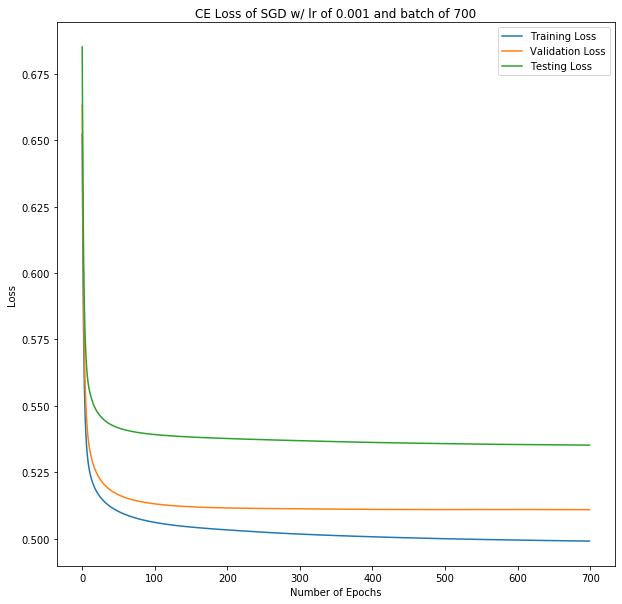 CE Loss of SGD w/ lr of 0.001 and batch of 700
Training Loss
Validation Loss
Testing Loss
0.675
0.650
0.625
0.600
0.575
0.550
0.525
0.500
Loss
0 100 200 300 400 500 600 700
Number of Epochs